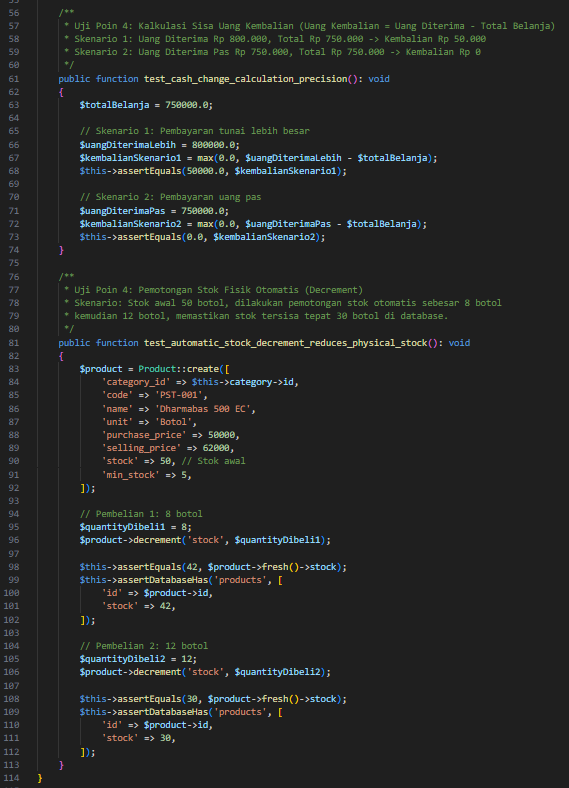 56 /**
57 * Uji Poin 4: Kalkulasi Sisa Uang Kembalian (Uang Kembalian = Uang Diterima - Total Belanja)
58 * Skenario 1: Uang Diterima Rp 800.000, Total Rp 750.000 -> Kembalian Rp 50.000
59 * Skenario 2: Uang Diterima Pas Rp 750.000, Total Rp 750.000 -> Kembalian Rp 0
60 */
61 public function test_cash_change_calculation_precision(): void
62 {
63 $totalBelanja = 750000.0;
64
65 // Skenario 1: Pembayaran tunai lebih besar
66 $uangDiterimaLebih = 800000.0;
67 $kembalianSkenario1 = max(0.0, $uangDiterimaLebih - $totalBelanja);
68 $this->assertEquals(50000.0, $kembalianSkenario1);
69
70 // Skenario 2: Pembayaran uang pas
71 $uangDiterimaPas = 750000.0;
72 $kembalianSkenario2 = max(0.0, $uangDiterimaPas - $totalBelanja);
73 $this->assertEquals(0.0, $kembalianSkenario2);
74 }
75
76 /**
77 * Uji Poin 4: Pemotongan Stok Fisik Otomatis (Decrement)
78 * Skenario: Stok awal 50 botol, dilakukan pemotongan stok otomatis sebesar 8 botol
79 * kemudian 12 botol, memastikan stok tersisa tepat 30 botol di database.
80 */
81 public function test_automatic_stock_decrement_reduces_physical_stock(): void
82 {
83 $product = Product::create([
84 'category_id' => $this->category->id,
85 'code' => 'PST-001',
86 'name' => 'Dharmabas 500 EC',
87 'unit' => 'Botol',
88 'purchase_price' => 50000,
89 'selling_price' => 62000,
90 'stock' => 50, // Stok awal
91 'min_stock' => 5,
92 ]);
93
94 // Pembelian 1: 8 botol
95 $quantityDibeli1 = 8;
96 $product->decrement('stock', $quantityDibeli1);
97
98 $this->assertEquals(42, $product->fresh()->stock);
99 $this->assertDatabaseHas('products', [
100 'id' => $product->id,
101 'stock' => 42,
102 ]);
103
104 // Pembelian 2: 12 botol
105 $quantityDibeli2 = 12;
106 $product->decrement('stock', $quantityDibeli2);
107
108 $this->assertEquals(30, $product->fresh()->stock);
109 $this->assertDatabaseHas('products', [
110 'id' => $product->id,
111 'stock' => 30,
112 ]);
113 }
114 }